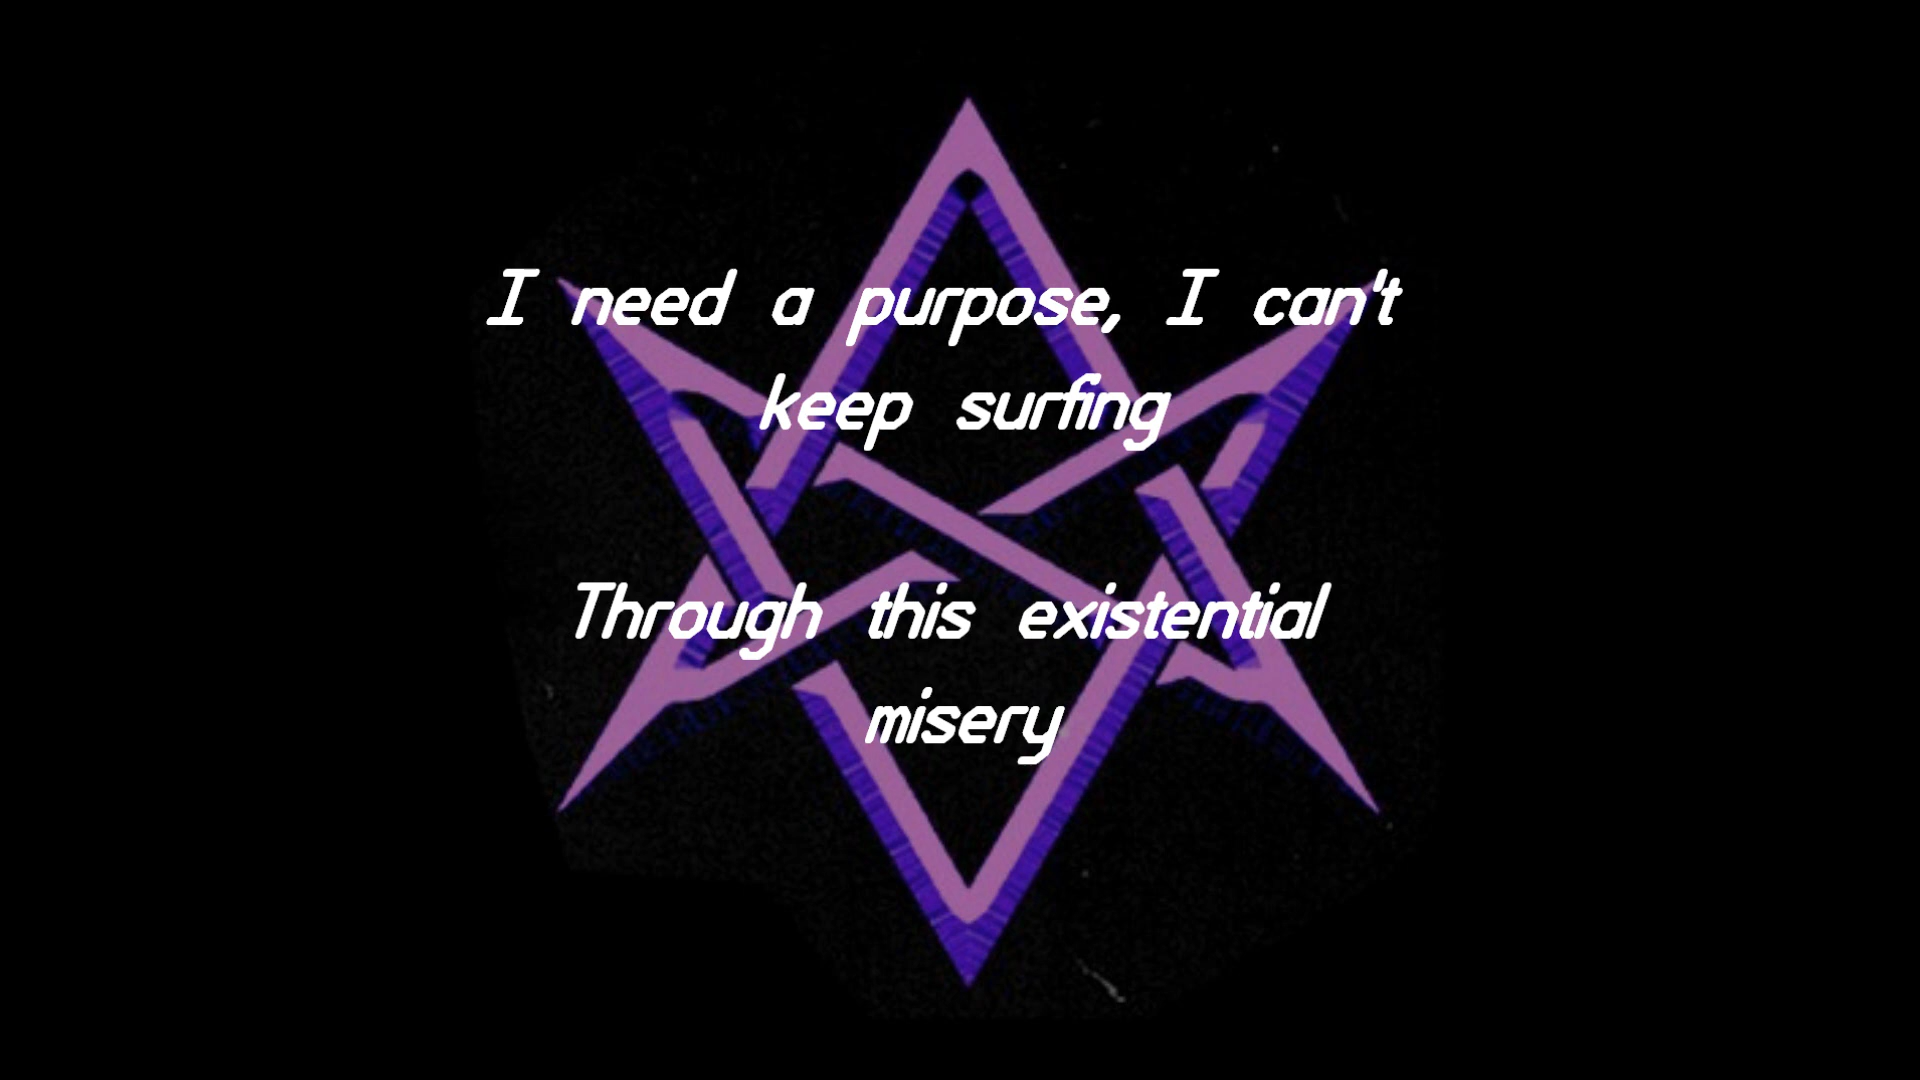 I need a purpose, I can't
keep surfing
Through this existential
misery